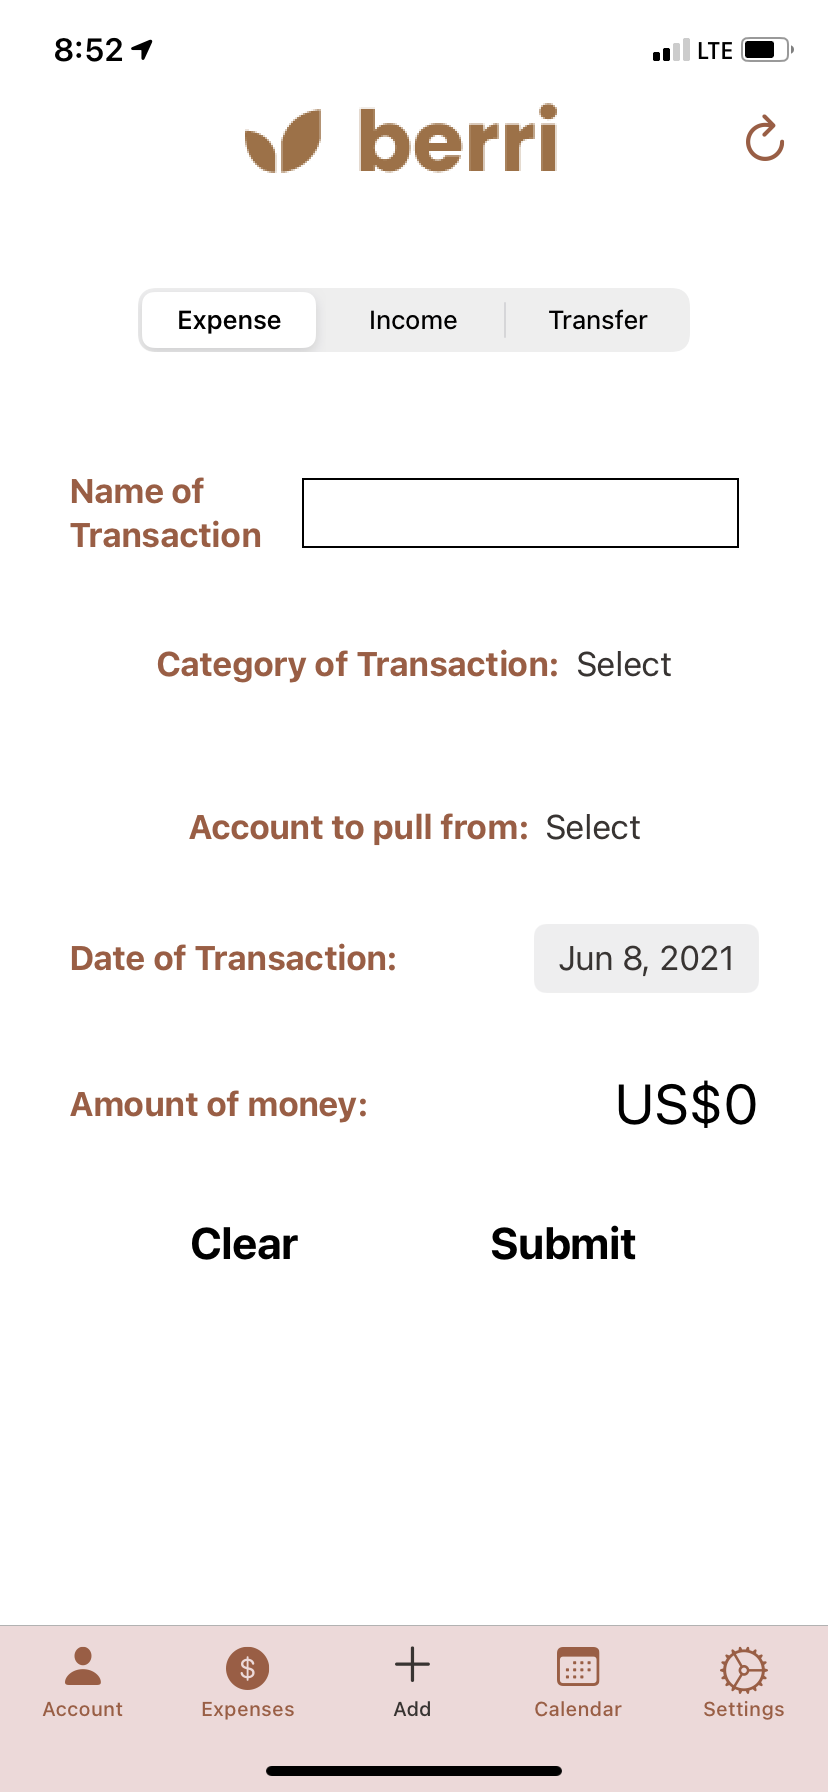 8:52 LTE
berri
Expense Income Transfer
Name of
Transaction
Category of Transaction: Select
Account to pull from: Select
Date of Transaction: Jun 8, 2021
Amount of money: US$0
Clear Submit
$
Account Expenses Add Calendar Settings